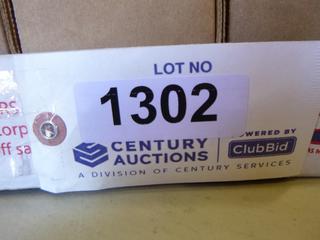 LOT NO
1302
CENTURY
AUCTIONS
POWERED BY
ClubBid
A DIVISION OF CENTURY SERVICES